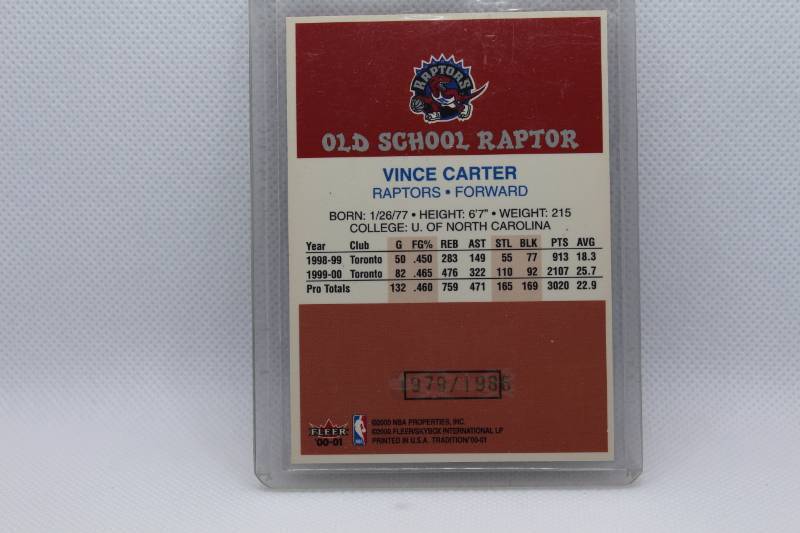 RAPTORS
OLD SCHOOL RAPTOR
VINCE CARTER
RAPTORS • FORWARD
BORN: 1/26/77 • HEIGHT: 6'7" • WEIGHT: 215
COLLEGE: U. OF NORTH CAROLINA
Year Club G FG% REB AST STL BLK PTS AVG
1998-99 Toronto 50 .450 283 149 55 77 913 18.3
1999-00 Toronto 82 .465 476 322 110 92 2107 25.7
Pro Totals 132 .460 759 471 165 169 3020 22.9
979/1986
FLEER
'00-01
©2000 NBA PROPERTIES, INC.
©2000 FLEER/SKYBOX INTERNATIONAL LP
PRINTED IN U.S.A. TRADITION'00-01